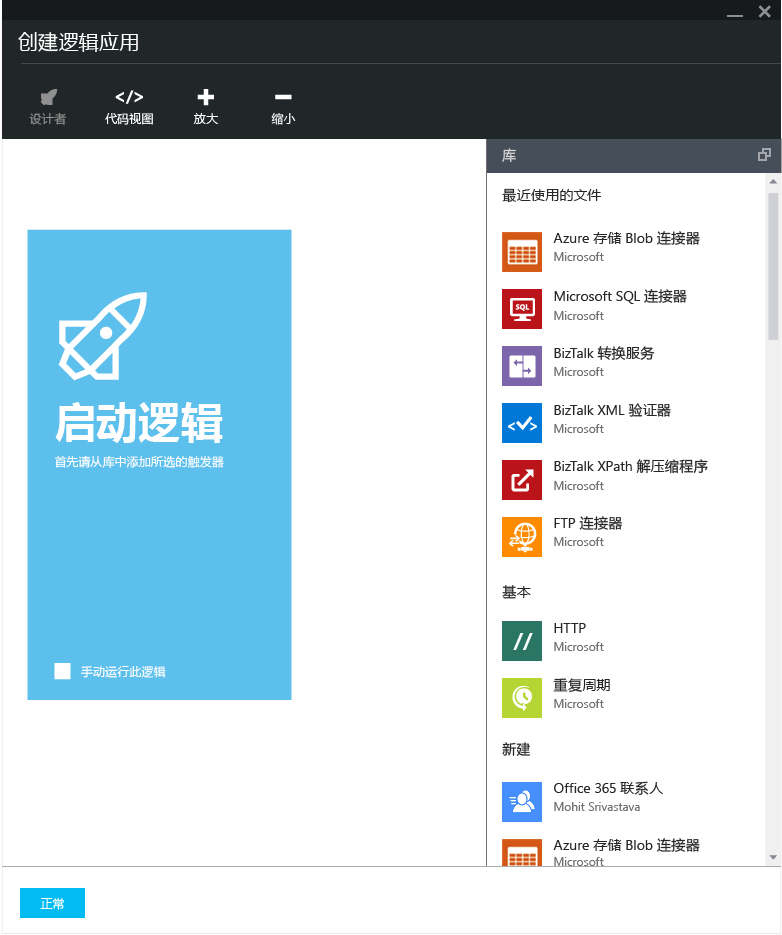 创建逻辑应用
设计者
</>
代码视图
放大
缩小
库
最近使用的文件
启动逻辑
首先请从库中添加所选的触发器
手动运行此逻辑
Azure 存储 Blob 连接器
Microsoft
SQL
Microsoft SQL 连接器
Microsoft
BizTalk 转换服务
Microsoft
BizTalk XML 验证器
Microsoft
BizTalk XPath 解压缩程序
Microsoft
FTP 连接器
Microsoft
基本
//
HTTP
Microsoft
重复周期
Microsoft
新建
Office 365 联系人
Mohit Srivastava
Azure 存储 Blob 连接器
Microsoft
正常